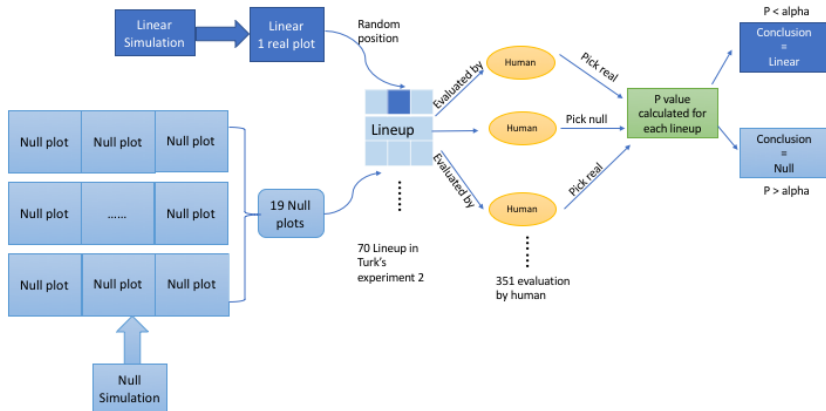 Linear
Simulation
Linear
1 real plot
Random
position
P < alpha
Conclusion
=
Linear
Human
Evaluated by
Pick real
Null plot
Null plot
Null plot
Lineup
Human
Pick null
P value
calculated for
each lineup
Conclusion
=
Null
P > alpha
Null plot
......
Null plot
19 Null
plots
Evaluated by
Human
Pick real
Null plot
Null plot
Null plot
70 Lineup in
Turk's
experiment 2
351 evaluation
by human
Null
Simulation